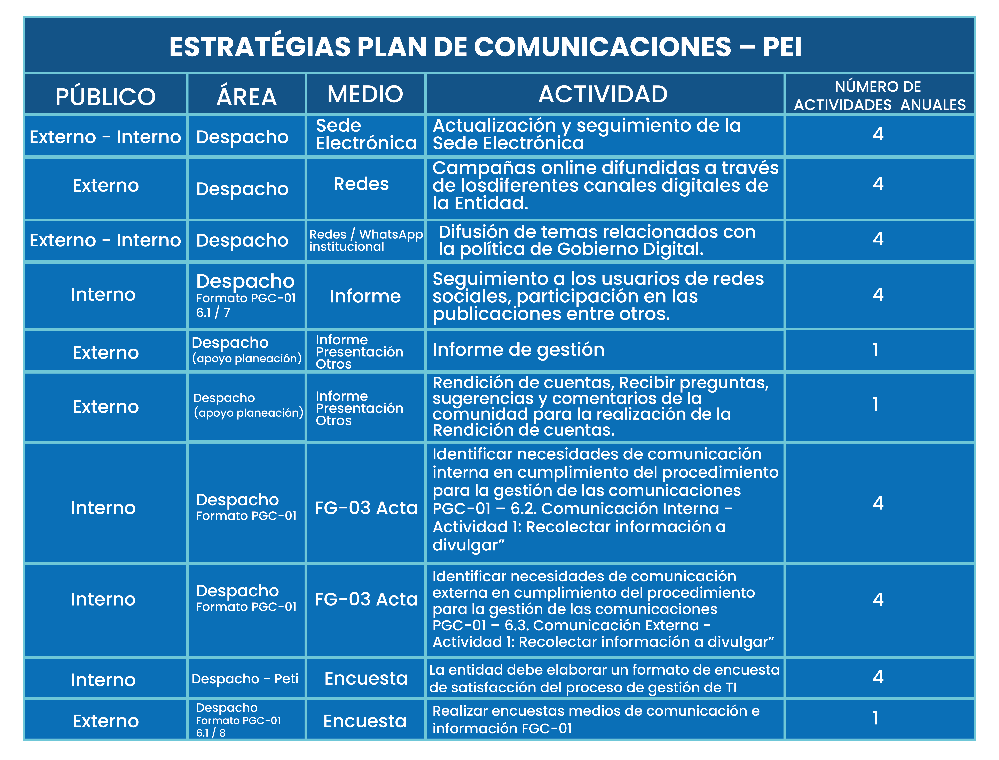 ESTRATÉGIAS PLAN DE COMUNICACIONES – PEI
PÚBLICO
ÁREA
MEDIO
ACTIVIDAD
NÚMERO DE
ACTIVIDADES ANUALES
Externo - Interno
Despacho
Sede
Electrónica
Actualización y seguimiento de la
Sede Electrónica
4
Externo
Despacho
Redes
Campañas online difundidas a través
de losdiferentes canales digitales de
la Entidad.
4
Externo - Interno
Despacho
Redes / WhatsApp
institucional
Difusión de temas relacionados con
la política de Gobierno Digital.
4
Interno
Despacho
Formato PGC-01
6.1 / 7
Informe
Seguimiento a los usuarios de redes
sociales, participación en las
publicaciones entre otros.
4
Externo
Despacho
(apoyo planeación)
Informe
Presentación
Otros
Informe de gestión
1
Externo
Despacho
(apoyo planeación)
Informe
Presentación
Otros
Rendición de cuentas, Recibir preguntas,
sugerencias y comentarios de la
comunidad para la realización de la
Rendición de cuentas.
1
Interno
Despacho
Formato PGC-01
FG-03 Acta
Identificar necesidades de comunicación
interna en cumplimiento del procedimiento
para la gestión de las comunicaciones
PGC-01 – 6.2. Comunicación Interna -
Actividad 1: Recolectar información a
divulgar”
4
Interno
Despacho
Formato PGC-01
FG-03 Acta
Identificar necesidades de comunicación
externa en cumplimiento del procedimiento
para la gestión de las comunicaciones
PGC-01 – 6.3. Comunicación Externa -
Actividad 1: Recolectar información a divulgar”
4
Interno
Despacho - Peti
Encuesta
La entidad debe elaborar un formato de encuesta
de satisfacción del proceso de gestión de TI
4
Externo
Despacho
Formato PGC-01
6.1 / 8
Encuesta
Realizar encuestas medios de comunicación e
información FGC-01
1